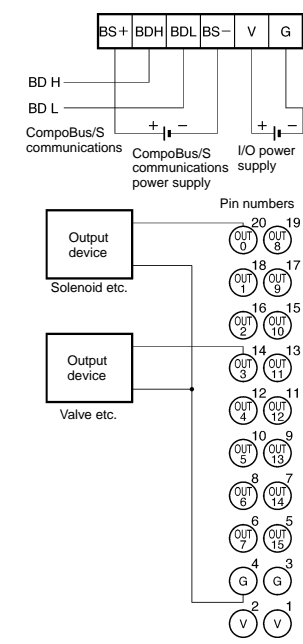 BS+ BDH BDL BS− V G
BD H
BD L
+ −
+ −
CompoBus/S
communications
CompoBus/S
communications
power supply
I/O power
supply
Pin numbers
20 19
OUT 0 OUT 8
18 17
OUT 1 OUT 9
16 15
OUT 2 OUT 10
14 13
OUT 3 OUT 11
12 11
OUT 4 OUT 12
10 9
OUT 5 OUT 13
8 7
OUT 6 OUT 14
6 5
OUT 7 OUT 15
4 3
G G
2 1
V V
Output
device
Solenoid etc.
Output
device
Valve etc.